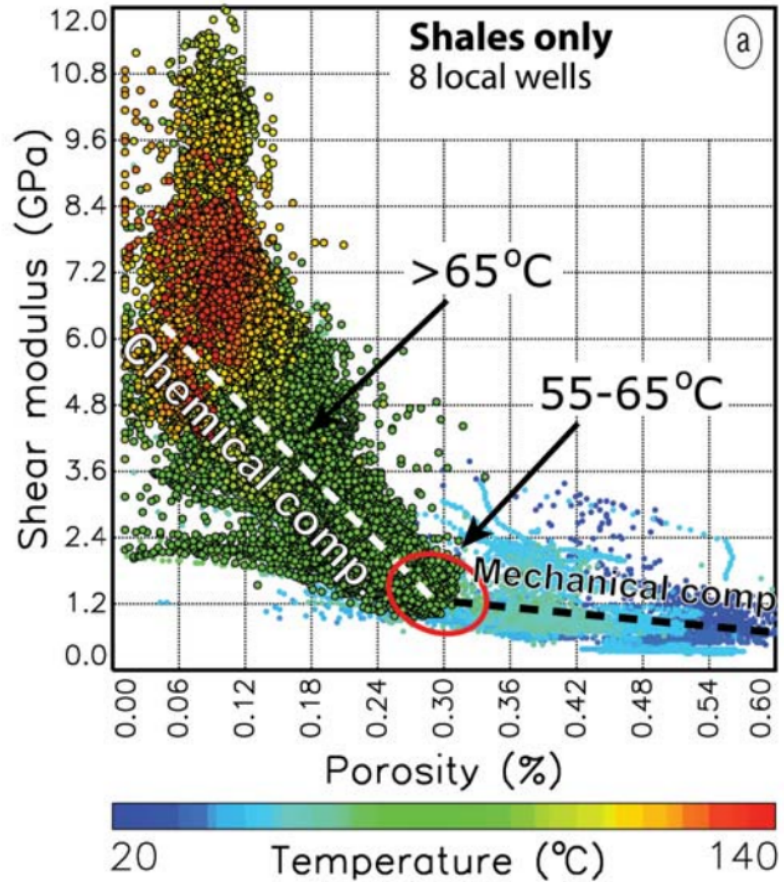 Shales only
8 local wells
a
12.0
10.8
9.6
8.4
7.2
6.0
4.8
3.6
2.4
1.2
0.0
Shear modulus (GPa)
>65°C
55-65°C
Chemical comp.
Mechanical comp
0.00 0.06 0.12 0.18 0.24 0.30 0.36 0.42 0.48 0.54 0.60
Porosity (%)
20 Temperature (°C) 140